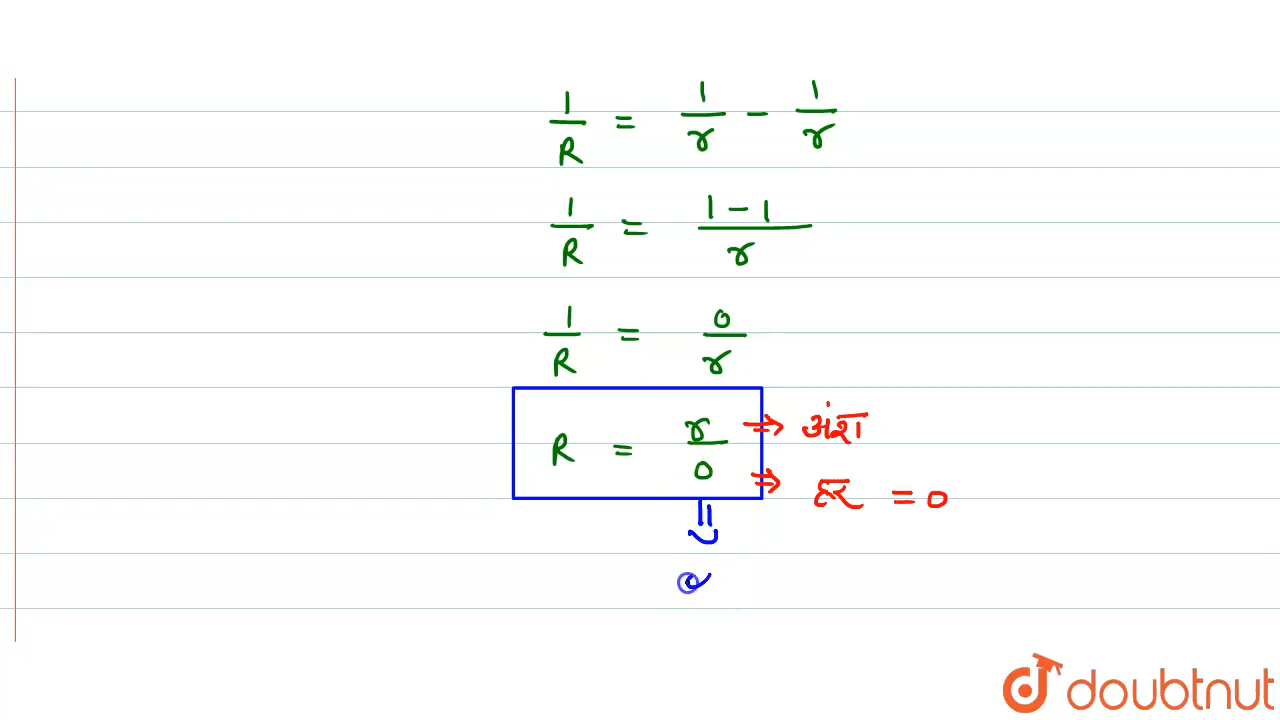 1/R = 1/r - 1/r
1/R = (1-1)/r
1/R = 0/r
R = r/0 ⇒ अंश
⇒ हर = 0
doubtnut